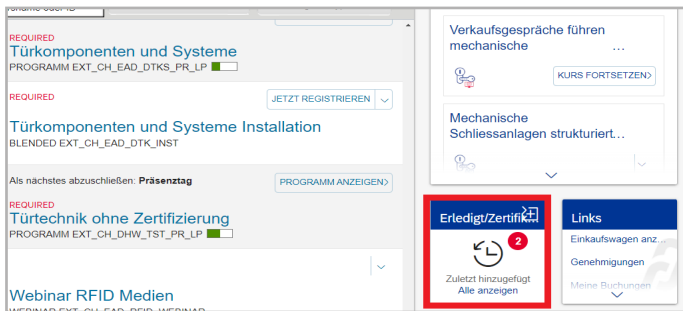 REQUIRED
Türkomponenten und Systeme
PROGRAMM EXT_CH_EAD_DTKS_PR_LP
REQUIRED
JETZT REGISTRIEREN
Türkomponenten und Systeme Installation
BLENDED EXT_CH_EAD_DTK_INST
Als nächstes abzuschließen: Präsenztag
PROGRAMM ANZEIGEN>
REQUIRED
Türtechnik ohne Zertifizierung
PROGRAMM EXT_CH_DHW_TST_PR_LP
Webinar RFID Medien
WEBINAR EXT_CH_EAD_RFID_WEBINAR
Verkaufsgespräche führen
mechanische ...
KURS FORTSETZEN>
Mechanische
Schliessanlagen strukturiert...
Erledigt/Zertifik...
2
Zuletzt hinzugefügt
Alle anzeigen
Links
Einkaufswagen anz...
Genehmigungen
Meine Buchungen